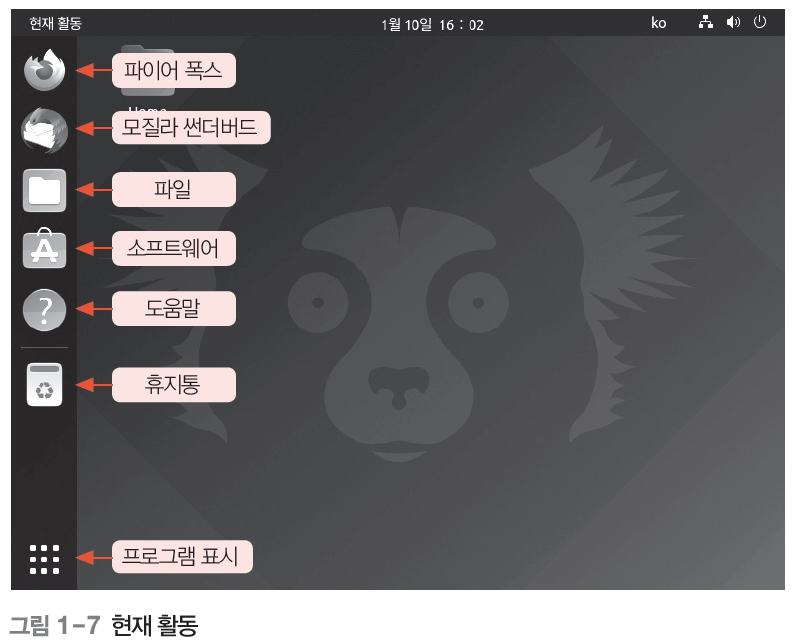 현재 활동
1월 10일 16 : 02
ko
파이어 폭스
Home
모질라 썬더버드
파일
소프트웨어
도움말
휴지통
프로그램 표시
그림 1-7 현재 활동